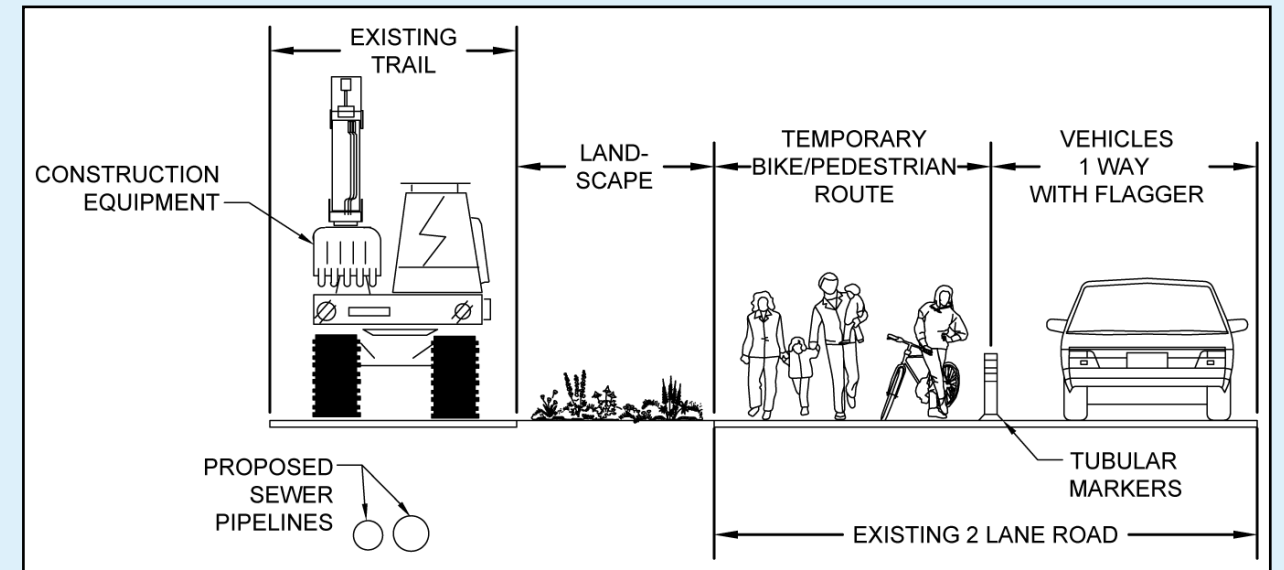 EXISTING
TRAIL
CONSTRUCTION
EQUIPMENT
LAND-
SCAPE
TEMPORARY
BIKE/PEDESTRIAN
ROUTE
VEHICLES
1 WAY
WITH FLAGGER
PROPOSED
SEWER
PIPELINES
TUBULAR
MARKERS
EXISTING 2 LANE ROAD